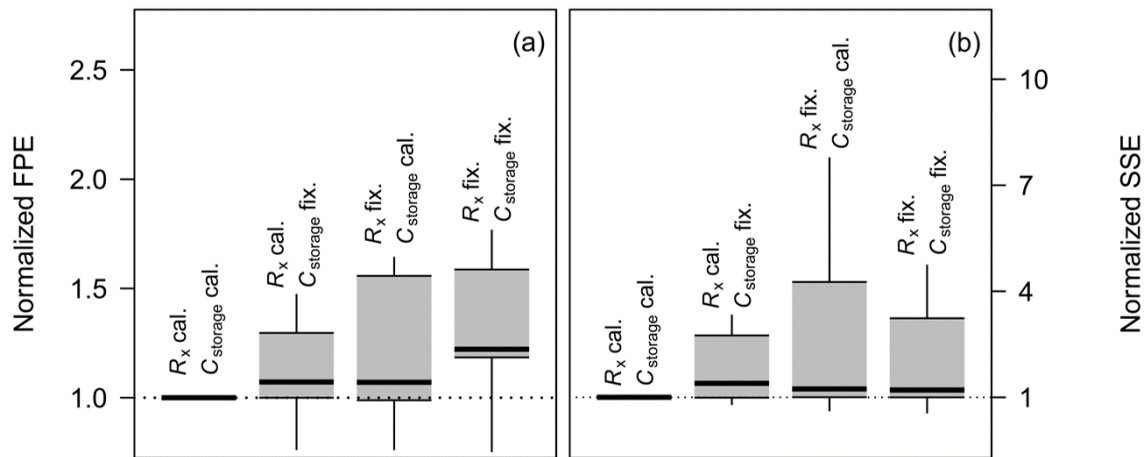 Normalized FPE
2.5
2.0
1.5
1.0
(a)
Rx cal.
Cstorage cal.
Rx cal.
Cstorage fix.
Rx fix.
Cstorage cal.
Rx fix.
Cstorage fix.
(b)
Rx cal.
Cstorage cal.
Rx cal.
Cstorage fix.
Rx fix.
Cstorage cal.
Rx fix.
Cstorage fix.
10
7
4
1
Normalized SSE